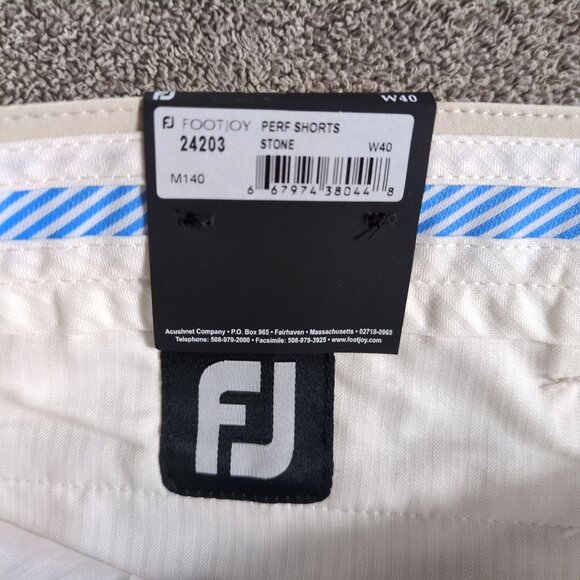 W40
FJ FOOTJOY PERF SHORTS
24203 STONE W40
M140
6 67974 38044 8
Acushnet Company • P.O. Box 965 • Fairhaven • Massachusetts • 02719-0965
Telephone: 508-979-2000 • Facsimile: 508-979-3925 • www.footjoy.com
FJ